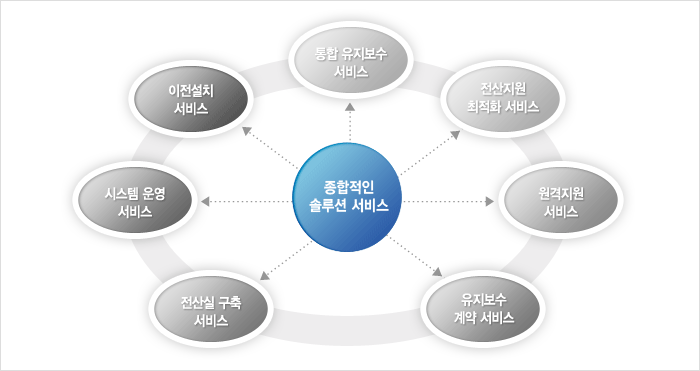 통합 유지보수
서비스
이전설치
서비스
전산지원
최적화 서비스
시스템 운영
서비스
종합적인
솔루션 서비스
원격지원
서비스
전산실 구축
서비스
유지보수
계약 서비스